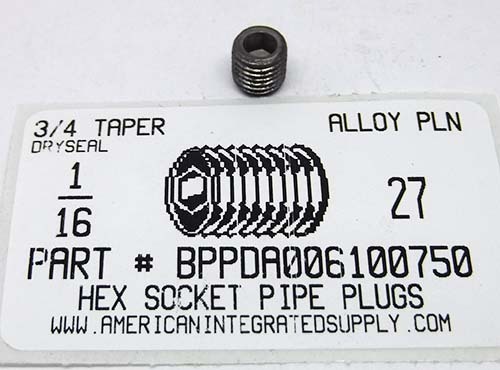 3/4 TAPER ALLOY PLN
DRYSEAL
1/16 27
PART # BPPDA006100750
HEX SOCKET PIPE PLUGS
WWW.AMERICANINTEGRATEDSUPPLY.COM